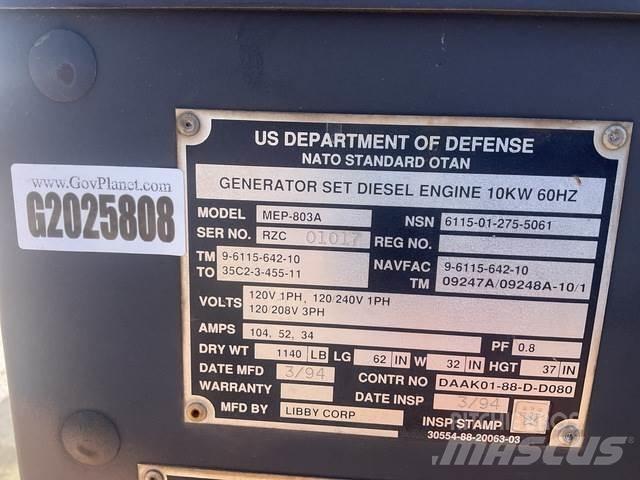 www.GovPlanet.com
G2025808
US DEPARTMENT OF DEFENSE
NATO STANDARD OTAN
GENERATOR SET DIESEL ENGINE 10KW 60HZ
MODEL MEP-803A NSN 6115-01-275-5061
SER NO. RZC 01017 REG NO.
TM 9-6115-642-10 NAVFAC 9-6115-642-10
TO 35C2-3-455-11 TM 09247A/09248A-10/1
VOLTS 120V 1PH, 120/240V 1PH
120/208V 3PH
AMPS 104, 52, 34 PF 0.8
DRY WT 1140 LB LG 62 IN W 32 IN HGT 37 IN
DATE MFD 3/94 CONTR NO DAAK01-88-D-D080
WARRANTY DATE INSP 3/94
MFD BY LIBBY CORP INSP STAMP
30554-88-20063-03
MASCUS